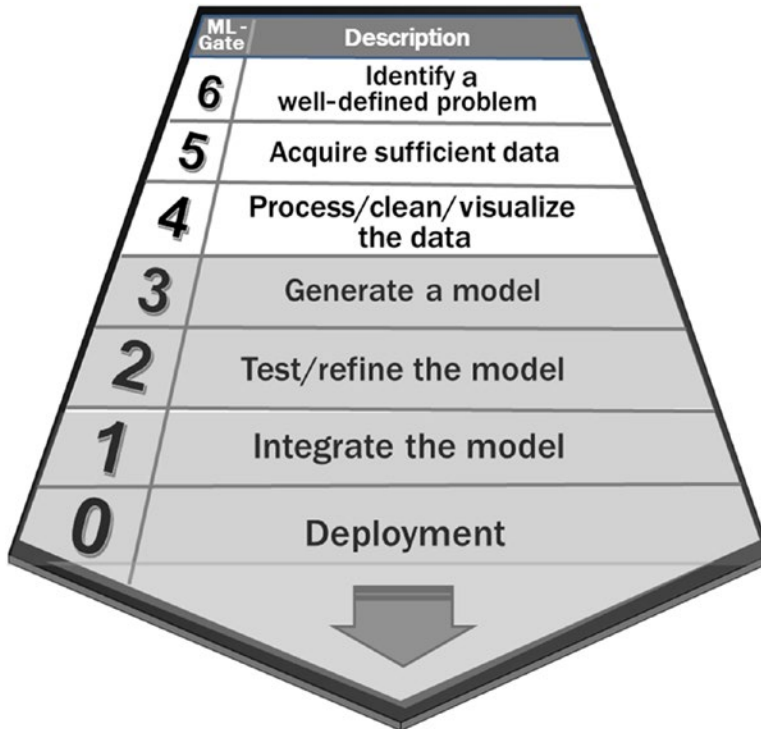 ML-
Gate
Description
6
Identify a
well-defined problem
5
Acquire sufficient data
4
Process/clean/visualize
the data
3
Generate a model
2
Test/refine the model
1
Integrate the model
0
Deployment